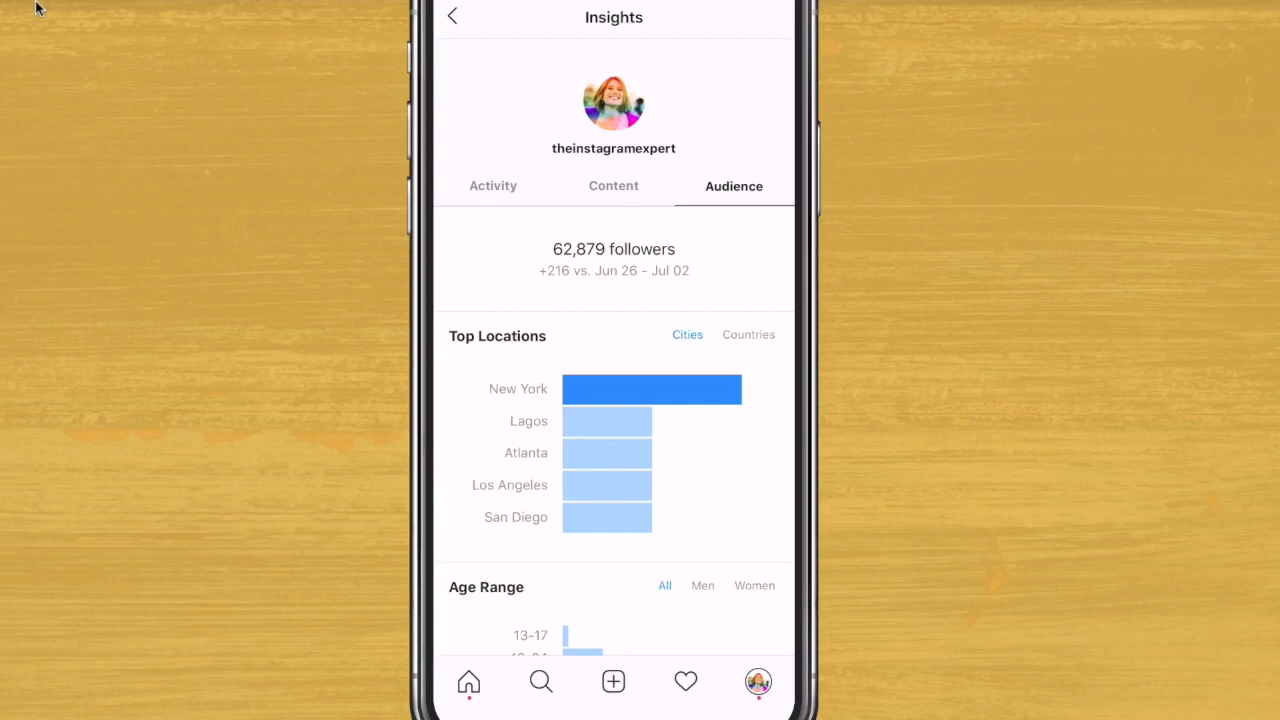 Insights
theinstagramexpert
Activity Content Audience
62,879 followers
+216 vs. Jun 26 - Jul 02
Top Locations Cities Countries
New York
Lagos
Atlanta
Los Angeles
San Diego
Age Range All Men Women
13-17